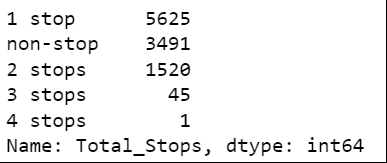 1 stop 5625
non-stop 3491
2 stops 1520
3 stops 45
4 stops 1
Name: Total_Stops, dtype: int64